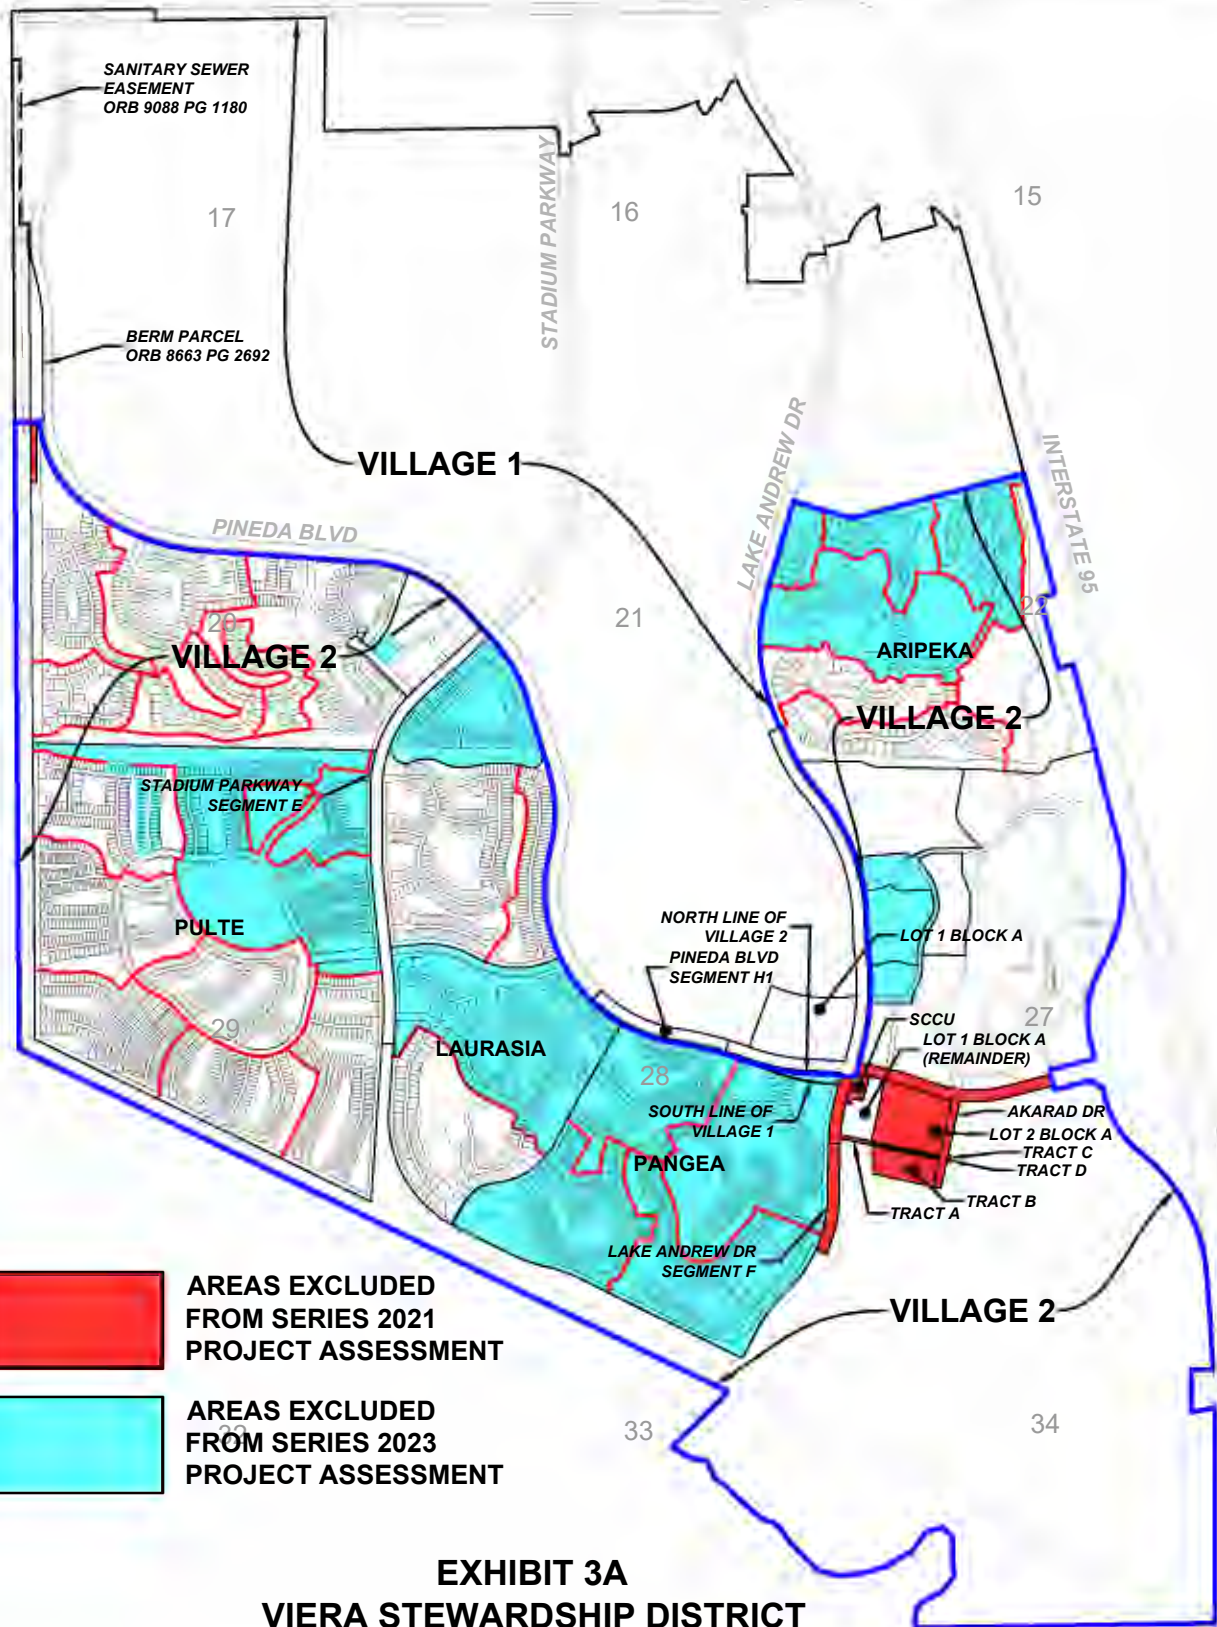 SANITARY SEWER
EASEMENT
ORB 9088 PG 1180
17
STADIUM PARKWAY
16
15
BERM PARCEL
ORB 8663 PG 2692
VILLAGE 1
LAKE ANDREW DR
INTERSTATE 95
PINEDA BLVD
20
VILLAGE 2
21
22
ARIPEKA
VILLAGE 2
STADIUM PARKWAY
SEGMENT E
PULTE
NORTH LINE OF
VILLAGE 2
PINEDA BLVD
SEGMENT H1
LOT 1 BLOCK A
29
LAURASIA
28
SCCU
27
LOT 1 BLOCK A
(REMAINDER)
SOUTH LINE OF
VILLAGE 1
PANGEA
AKARAD DR
LOT 2 BLOCK A
TRACT C
TRACT D
TRACT B
TRACT A
LAKE ANDREW DR
SEGMENT F
VILLAGE 2
AREAS EXCLUDED
FROM SERIES 2021
PROJECT ASSESSMENT
AREAS EXCLUDED
FROM SERIES 2023
PROJECT ASSESSMENT
32
33
34
EXHIBIT 3A
VIERA STEWARDSHIP DISTRICT